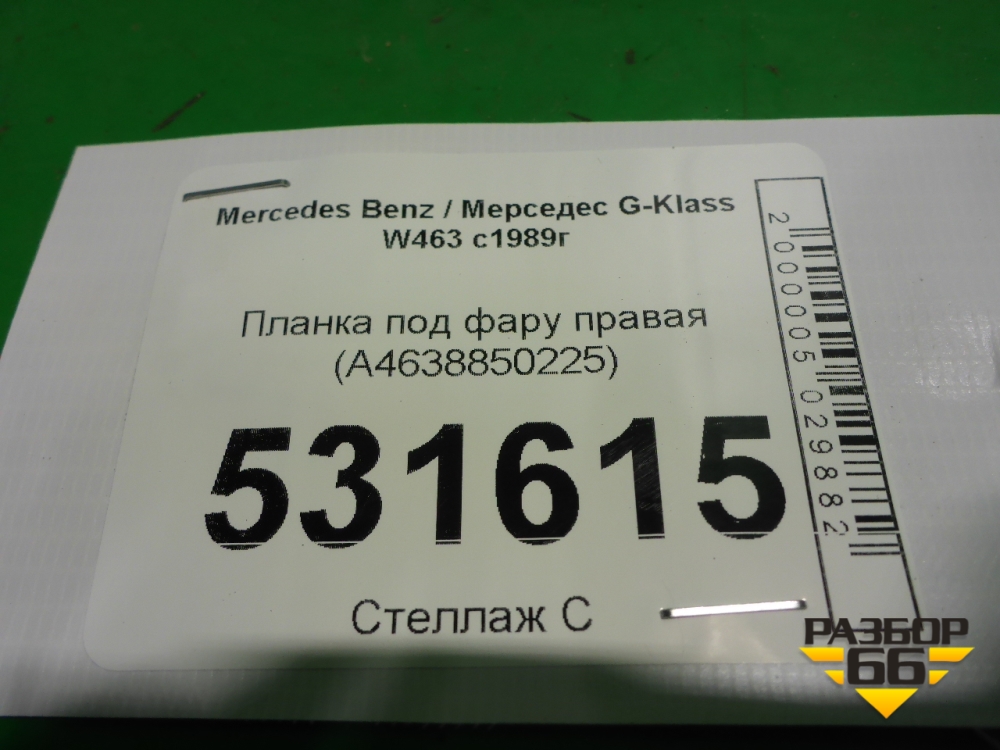 Mercedes Benz / Мерседес G-Klass
W463 с1989г
Планка под фару правая
(A4638850225)
531615
Стеллаж С
2000005029882
РАЗБОР
66